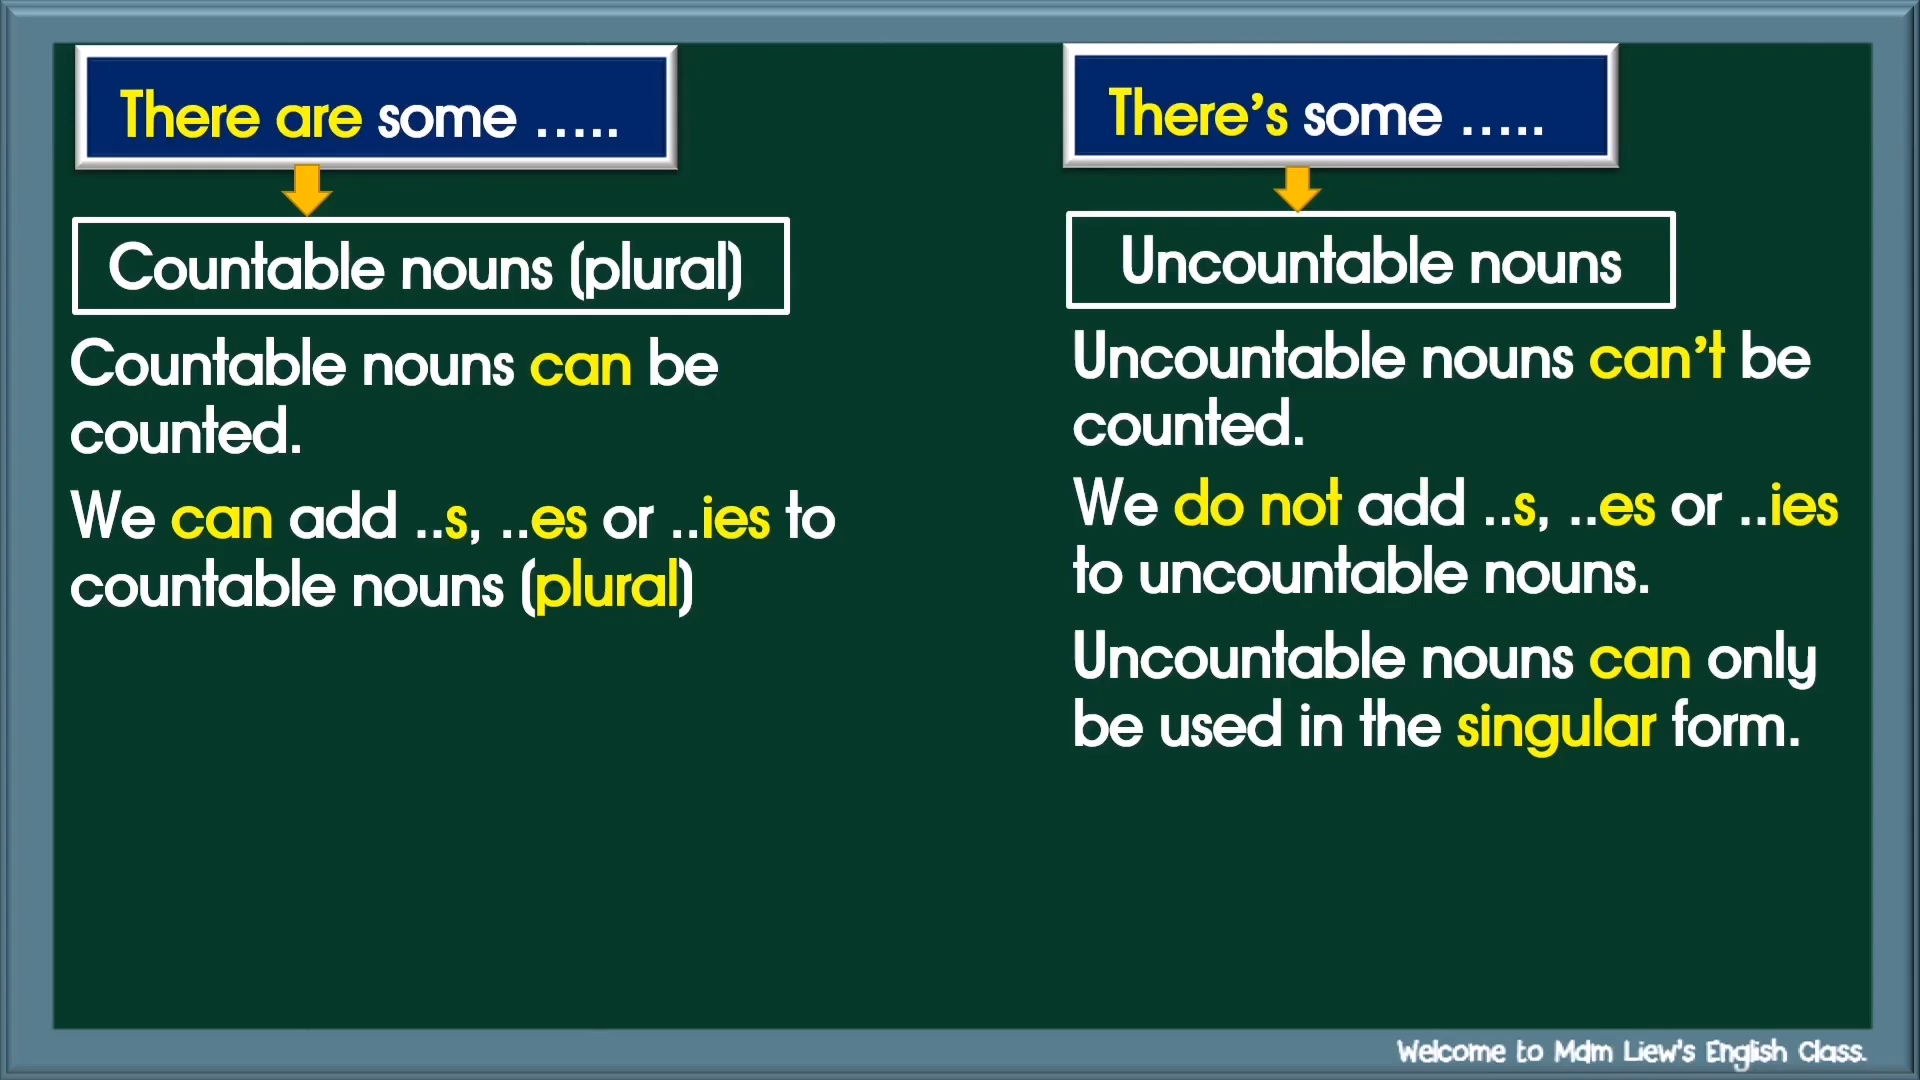 There are some .....
Countable nouns (plural)
Countable nouns can be
counted.
We can add ..s, ..es or ..ies to
countable nouns (plural)
There’s some .....
Uncountable nouns
Uncountable nouns can’t be
counted.
We do not add ..s, ..es or ..ies
to uncountable nouns.
Uncountable nouns can only
be used in the singular form.
Welcome to Mdm Liew's English Class.